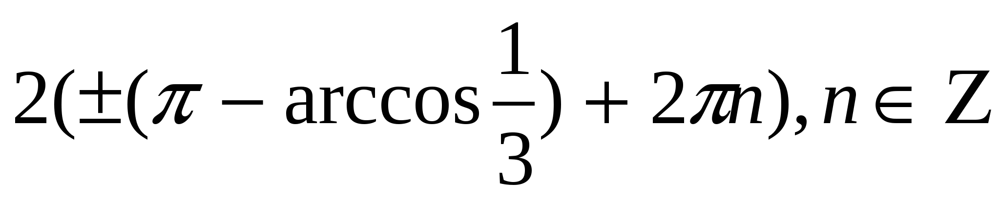 2(±(π − arccos 1/3) + 2πn), n ∈ Z